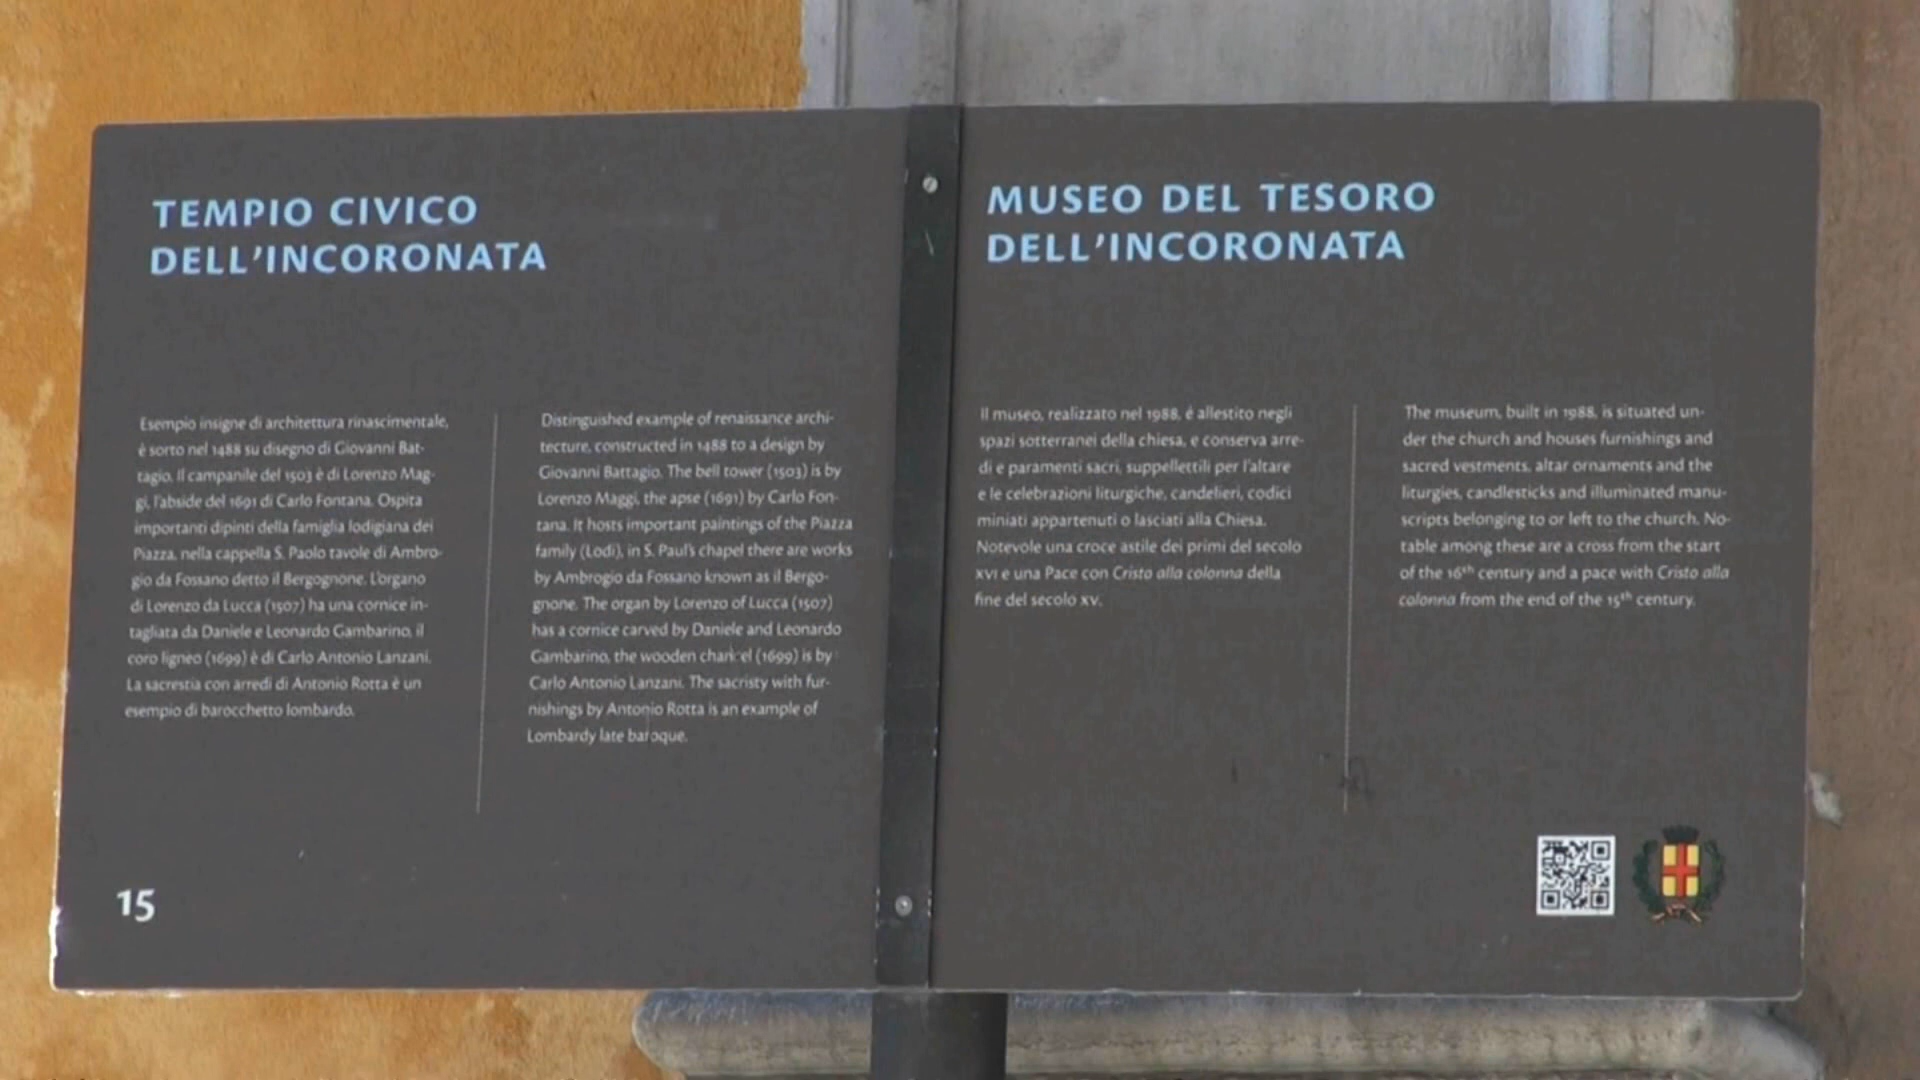 TEMPIO CIVICO
DELL'INCORONATA
Esempio insigne di architettura rinascimentale,
è sorto nel 1488 su disegno di Giovanni Bat-
tagio. Il campanile del 1503 è di Lorenzo Mag-
gi, l'abside del 1691 di Carlo Fontana. Ospita
importanti dipinti della famiglia lodigiana dei
Piazza, nella cappella S. Paolo tavole di Ambro-
gio da Fossano detto il Bergognone. L'organo
di Lorenzo da Lucca (1507) ha una cornice in-
tagliata da Daniele e Leonardo Gambarino, il
coro ligneo (1699) è di Carlo Antonio Lanzani.
La sacrestia con arredi di Antonio Rotta è un
esempio di barocchetto lombardo.
Distinguished example of renaissance archi-
tecture, constructed in 1488 to a design by
Giovanni Battagio. The bell tower (1503) is by
Lorenzo Maggi, the apse (1691) by Carlo Fon-
tana. It hosts important paintings of the Piazza
family (Lodi), in S. Paul's chapel there are works
by Ambrogio da Fossano known as il Bergo-
gnone. The organ by Lorenzo of Lucca (1507)
has a cornice carved by Daniele and Leonardo
Gambarino, the wooden chancel (1699) is by
Carlo Antonio Lanzani. The sacristy with fur-
nishings by Antonio Rotta is an example of
Lombardy late baroque.
15
MUSEO DEL TESORO
DELL'INCORONATA
Il museo, realizzato nel 1988, é allestito negli
spazi sotterranei della chiesa, e conserva arre-
di e paramenti sacri, suppellettili per l'altare
e le celebrazioni liturgiche, candelieri, codici
miniati appartenuti o lasciati alla Chiesa.
Notevole una croce astile dei primi del secolo
XVI e una Pace con Cristo alla colonna della
fine del secolo XV.
The museum, built in 1988, is situated un-
der the church and houses furnishings and
sacred vestments, altar ornaments and the
liturgies, candlesticks and illuminated manu-
scripts belonging to or left to the church. No-
table among these are a cross from the start
of the 16th century and a pace with Cristo alla
colonna from the end of the 15th century.